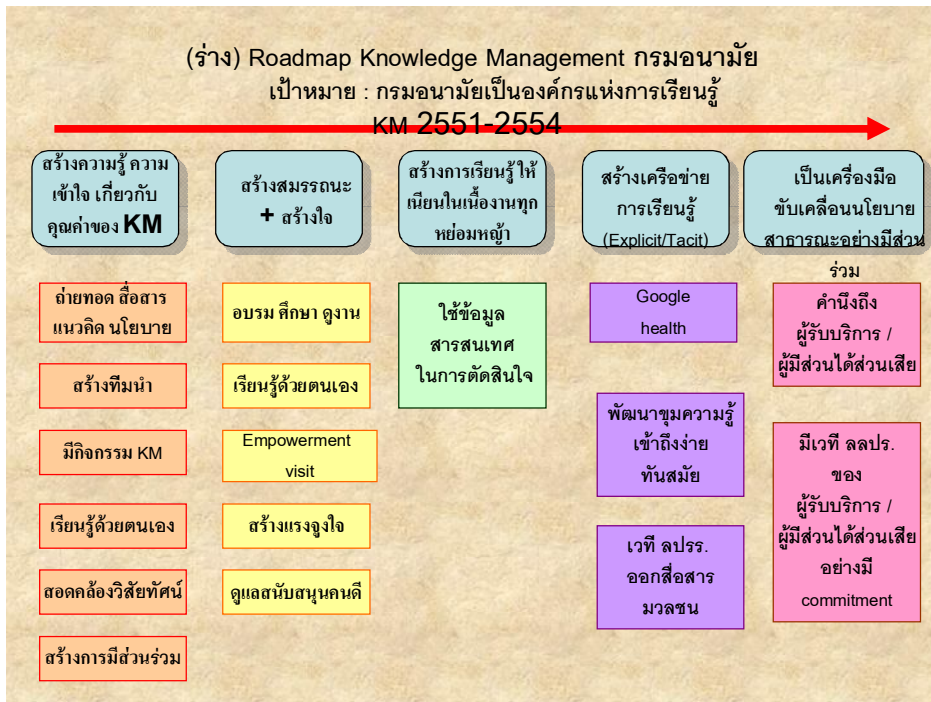 (ร่าง) Roadmap Knowledge Management กรมอนามัย
เป้าหมาย : กรมอนามัยเป็นองค์กรแห่งการเรียนรู้
KM 2551-2554
สร้างความรู้ ความ
เข้าใจ เกี่ยวกับ
คุณค่าของ KM
สร้างสมรรถนะ
+ สร้างใจ
สร้างการเรียนรู้ ให้
เนียนในเนื้องานทุก
หย่อมหญ้า
สร้างเครือข่าย
การเรียนรู้
(Explicit/Tacit)
เป็นเครื่องมือ
ขับเคลื่อนนโยบาย
สาธารณะอย่างมีส่วน
ร่วม
ถ่ายทอด สื่อสาร
แนวคิด นโยบาย
สร้างทีมนำ
มีกิจกรรม KM
เรียนรู้ด้วยตนเอง
สอดคล้องวิสัยทัศน์
สร้างการมีส่วนร่วม
อบรม ศึกษา ดูงาน
เรียนรู้ด้วยตนเอง
Empowerment
visit
สร้างแรงจูงใจ
ดูแลสนับสนุนคนดี
ใช้ข้อมูล
สารสนเทศ
ในการตัดสินใจ
Google
health
พัฒนาขุมความรู้
เข้าถึงง่าย
ทันสมัย
เวที ลปรร.
ออกสื่อสาร
มวลชน
คำนึงถึง
ผู้รับบริการ /
ผู้มีส่วนได้ส่วนเสีย
มีเวที ลลปร.
ของ
ผู้รับบริการ /
ผู้มีส่วนได้ส่วนเสีย
อย่างมี
commitment